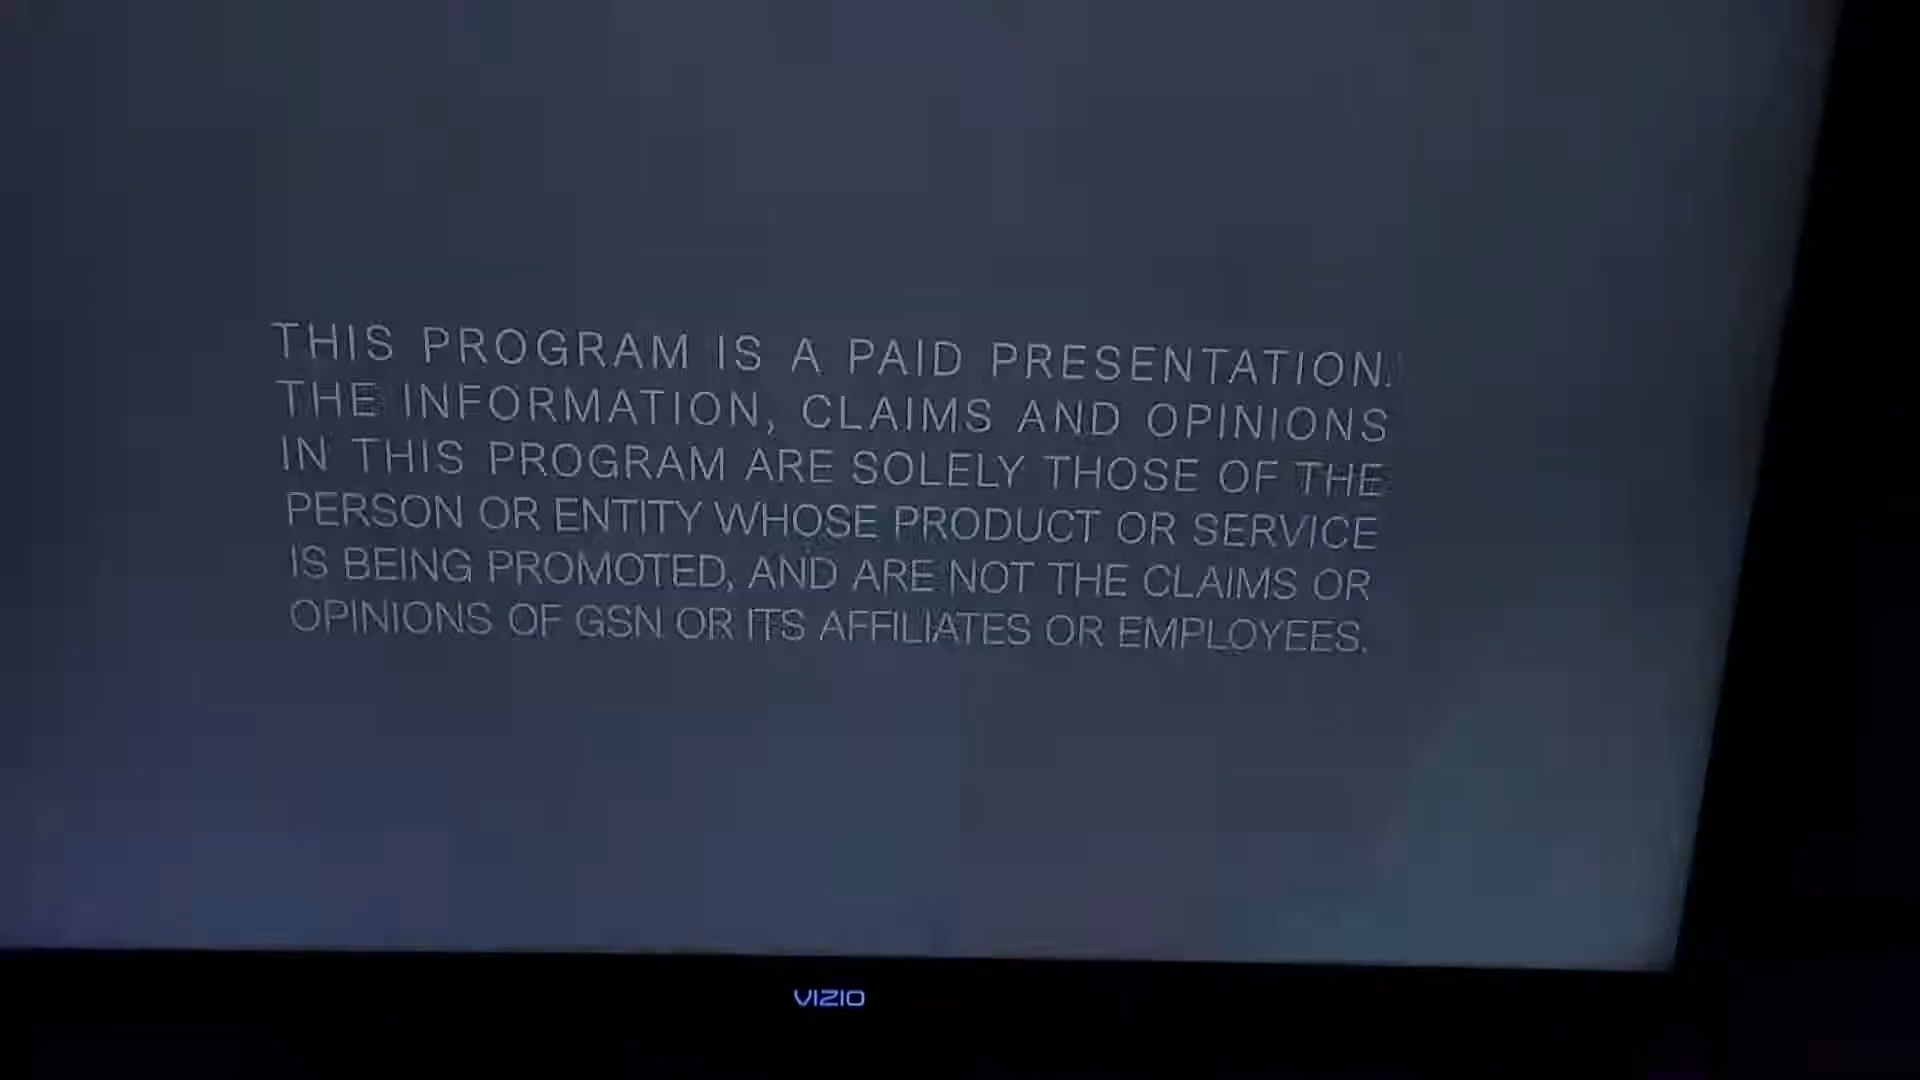 THIS PROGRAM IS A PAID PRESENTATION.
THE INFORMATION, CLAIMS AND OPINIONS
IN THIS PROGRAM ARE SOLELY THOSE OF THE
PERSON OR ENTITY WHOSE PRODUCT OR SERVICE
IS BEING PROMOTED, AND ARE NOT THE CLAIMS OR
OPINIONS OF GSN OR ITS AFFILIATES OR EMPLOYEES.
VIZIO